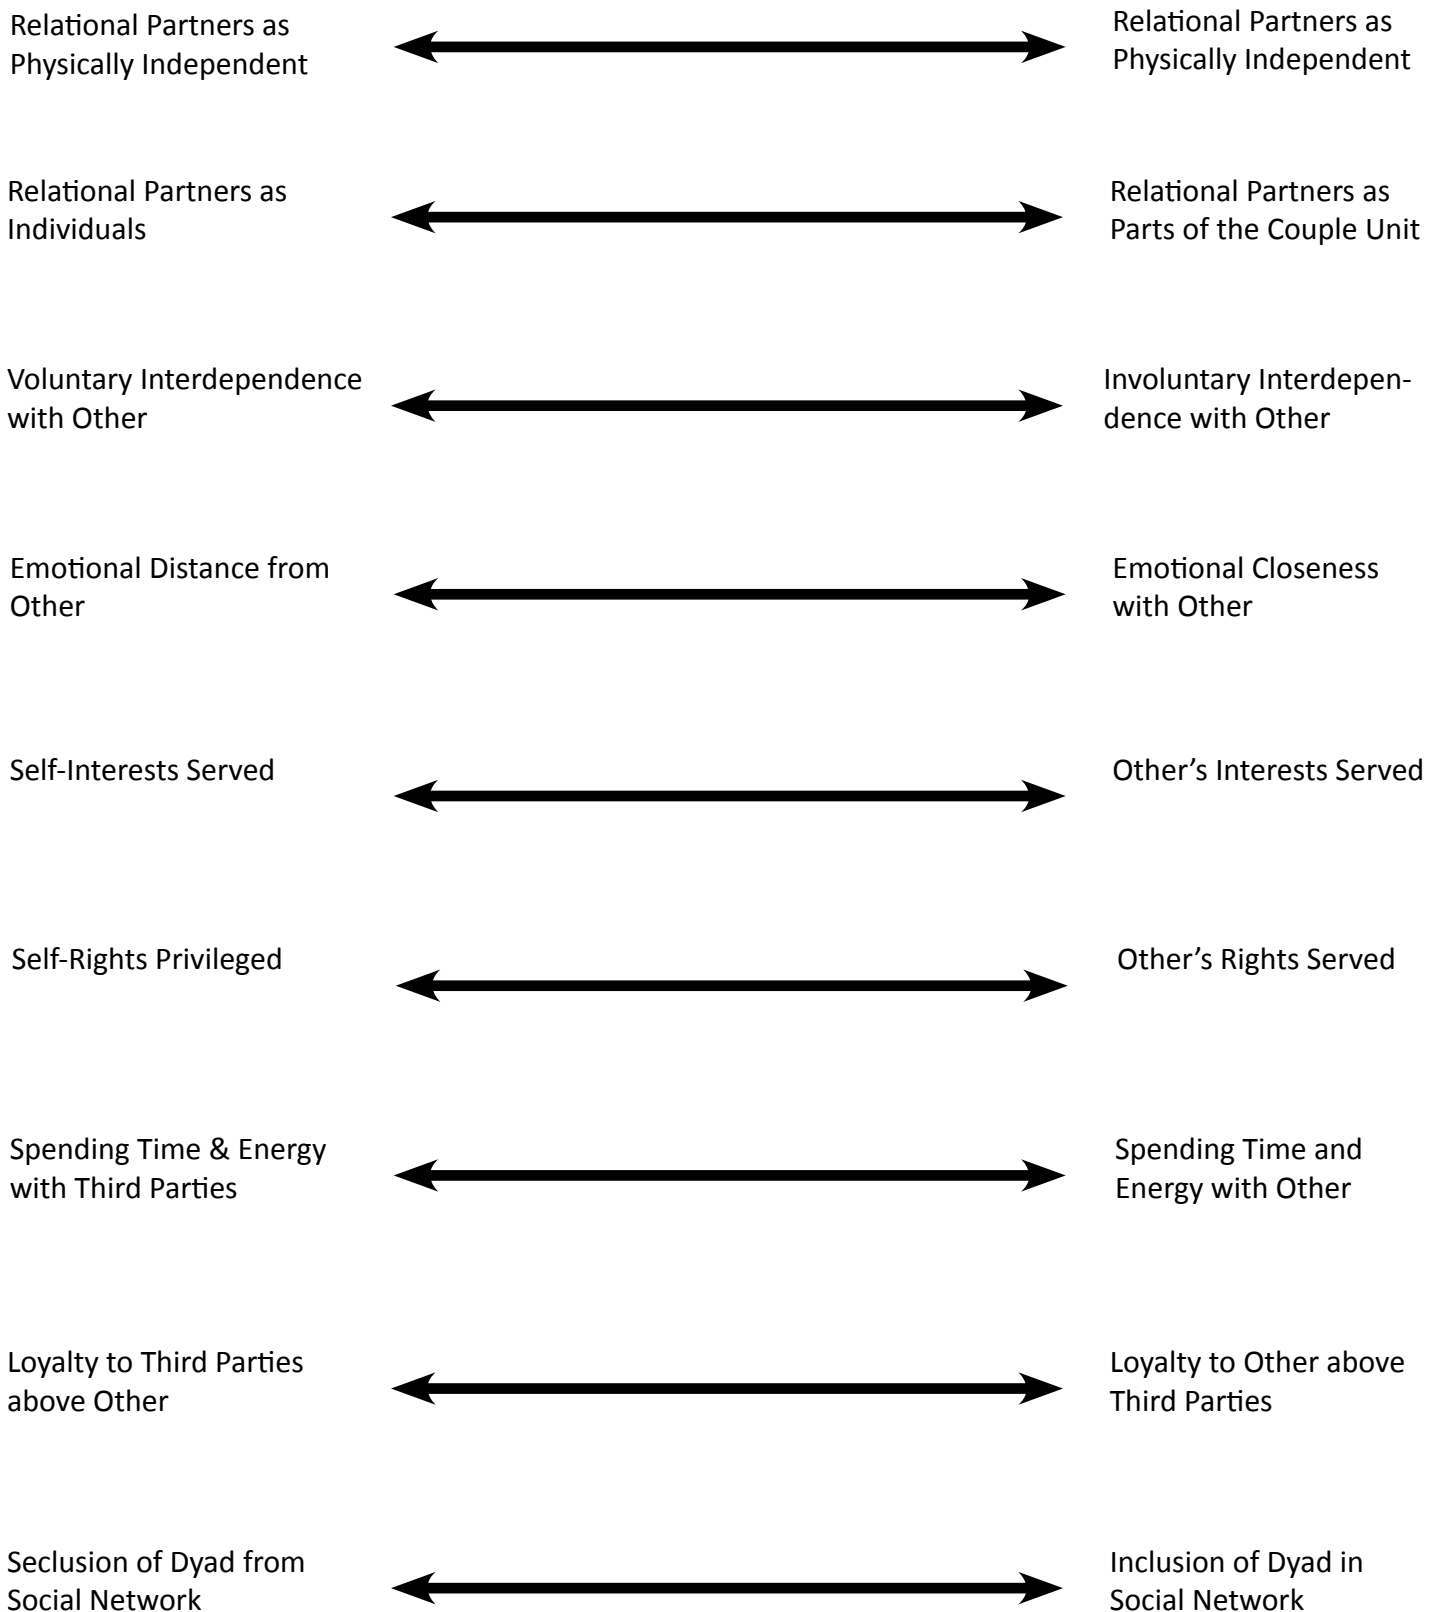 Relational Partners as
Physically Independent
Relational Partners as
Physically Independent
Relational Partners as
Individuals
Relational Partners as
Parts of the Couple Unit
Voluntary Interdependence
with Other
Involuntary Interdepen-
dence with Other
Emotional Distance from
Other
Emotional Closeness
with Other
Self-Interests Served
Other’s Interests Served
Self-Rights Privileged
Other’s Rights Served
Spending Time & Energy
with Third Parties
Spending Time and
Energy with Other
Loyalty to Third Parties
above Other
Loyalty to Other above
Third Parties
Seclusion of Dyad from
Social Network
Inclusion of Dyad in
Social Network